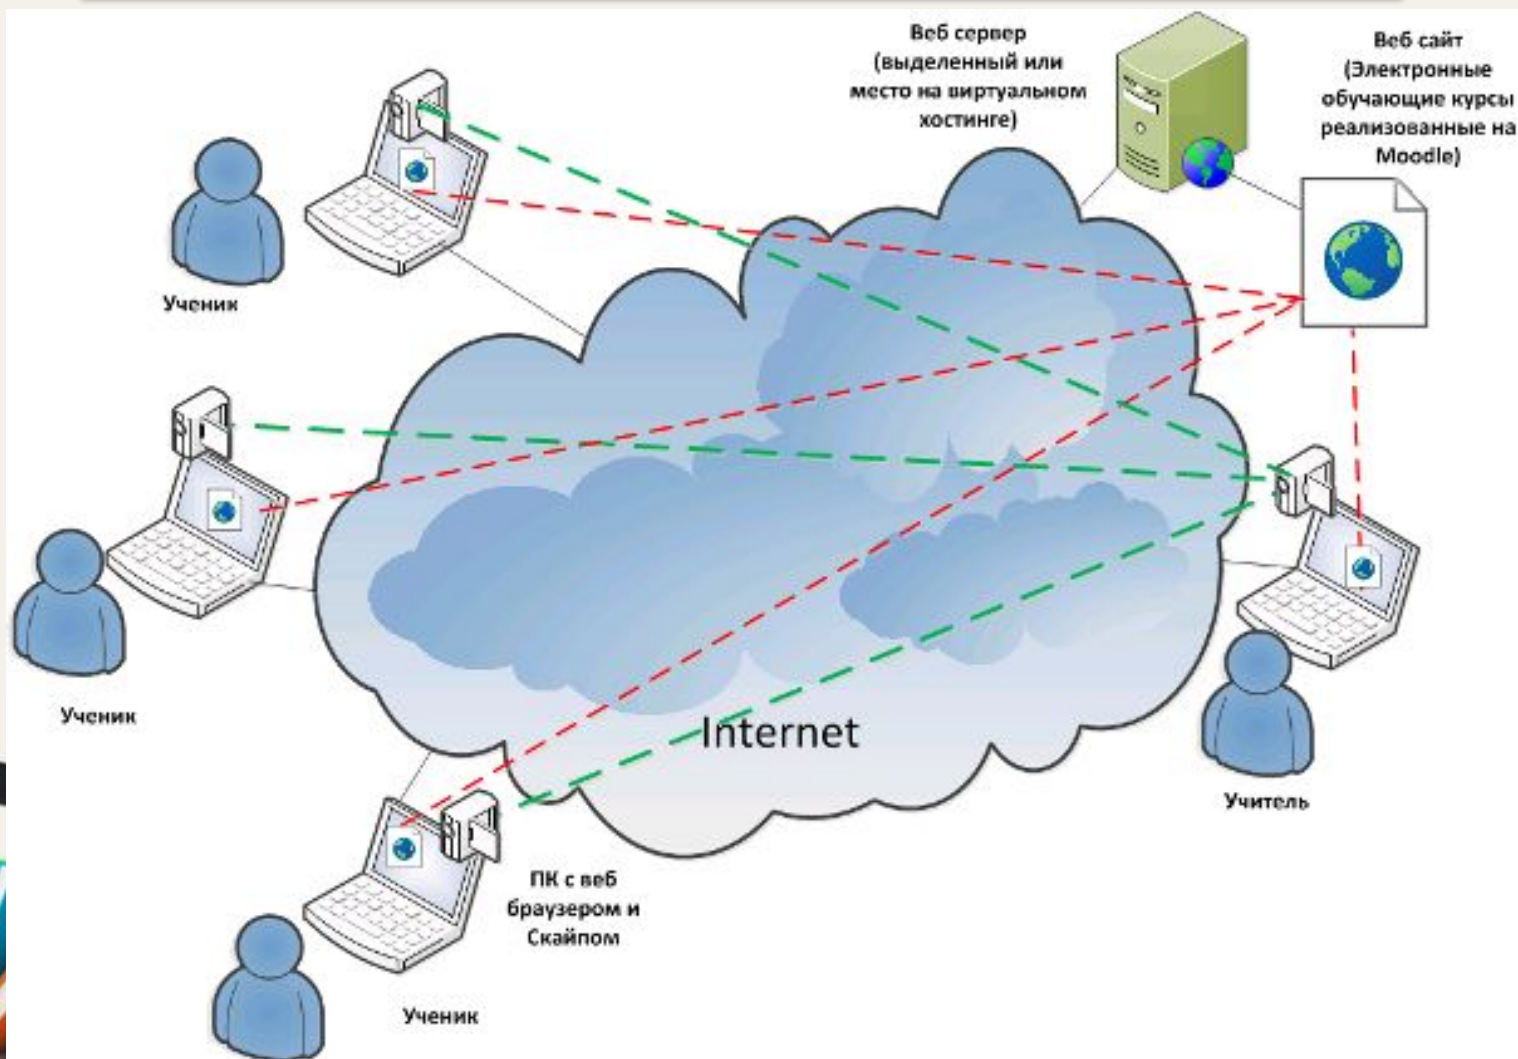 Веб сервер
(выделенный или
место на виртуальном
хостинге)
Веб сайт
(Электронные
обучающие курсы
реализованные на
Moodle)
Ученик
Ученик
Internet
Учитель
ПК с веб
браузером и
Скайпом
Ученик